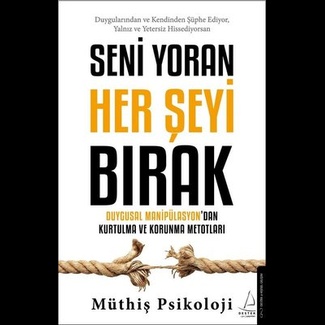 Duygularından ve Kendinden Şüphe Ediyor,
Yalnız ve Yetersiz Hissediyorsan
SENİ YORAN
HER ŞEYİ
BIRAK
DUYGUSAL MANİPÜLASYON'DAN
KURTULMA VE KORUNMA METOTLARI
Müthiş Psikoloji
DESTEK